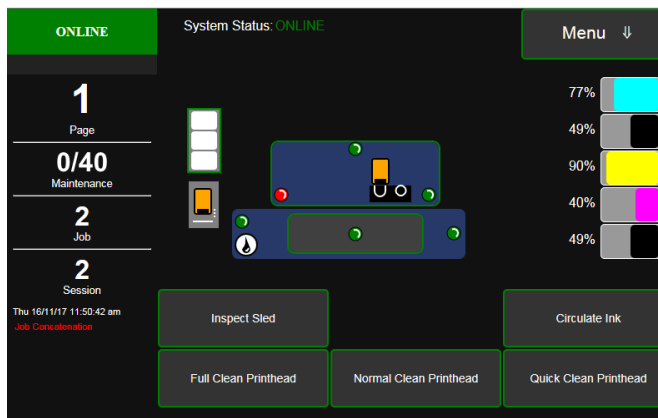 ONLINE
System Status: ONLINE
Menu ⇓
1
Page
0/40
Maintenance
2
Job
2
Session
Thu 16/11/17 11:50:42 am
Job Concatenation
77%
49%
90%
40%
49%
Inspect Sled
Circulate Ink
Full Clean Printhead
Normal Clean Printhead
Quick Clean Printhead